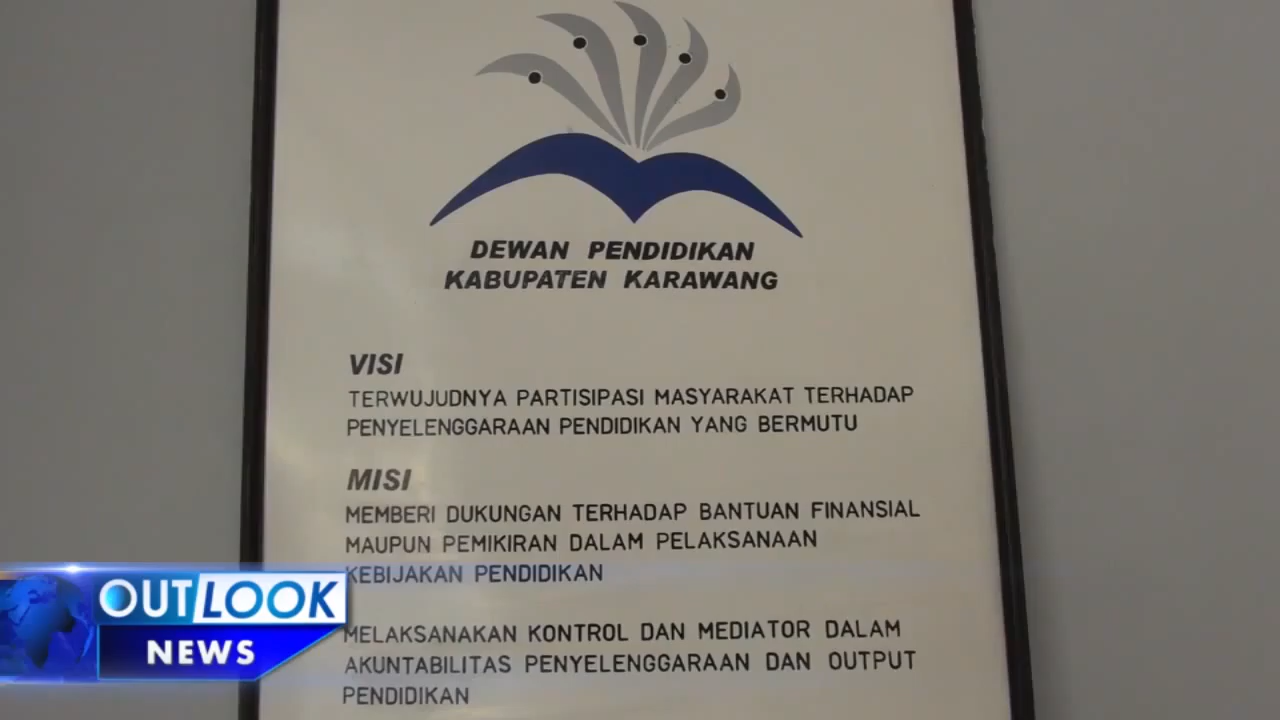 DEWAN PENDIDIKAN
KABUPATEN KARAWANG
VISI
TERWUJUDNYA PARTISIPASI MASYARAKAT TERHADAP
PENYELENGGARAAN PENDIDIKAN YANG BERMUTU
MISI
MEMBERI DUKUNGAN TERHADAP BANTUAN FINANSIAL
MAUPUN PEMIKIRAN DALAM PELAKSANAAN
KEBIJAKAN PENDIDIKAN
MELAKSANAKAN KONTROL DAN MEDIATOR DALAM
AKUNTABILITAS PENYELENGGARAAN DAN OUTPUT
PENDIDIKAN
OUTLOOK
NEWS